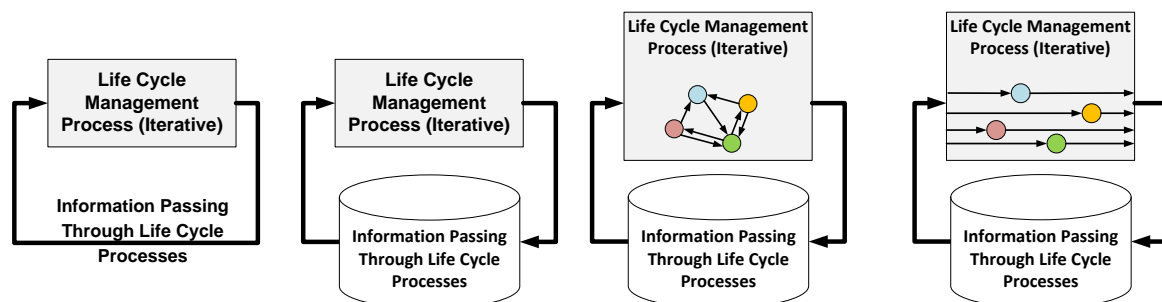 Life Cycle
Management
Process (Iterative)
Information Passing
Through Life Cycle
Processes
Life Cycle
Management
Process (Iterative)
Information Passing
Through Life Cycle
Processes
Life Cycle Management
Process (Iterative)
Information Passing
Through Life Cycle
Processes
Life Cycle Management
Process (Iterative)
Information Passing
Through Life Cycle
Processes